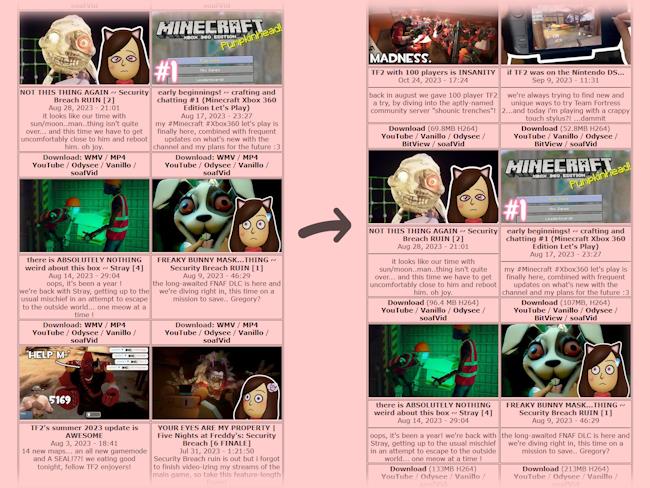 soafVid
MINECRAFT
XBOX 360 EDITION
Pumpkinhead!
#1
NOT THIS THING AGAIN ~ Security
Breach RUIN [2]
Aug 28, 2023 - 21:01
it looks like our time with
sun/moon...man..thing isn't quite
over... and this time we have to get
uncomfortably close to him and reboot
him. oh joy.
Download: WMV / MP4
YouTube / Odysee / Vanillo /
soafVid
early beginnings! ~ crafting and
chatting #1 (Minecraft Xbox 360
Edition Let's Play)
Aug 17, 2023 - 23:27
my #Minecraft #Xbox360 let's play is
finally here, combined with frequent
updates on what's new with the
channel and my plans for the future :3
Download: WMV / MP4
YouTube / Odysee / Vanillo /
soafVid
there is ABSOLUTELY NOTHING
weird about this box ~ Stray [4]
Aug 14, 2023 - 29:04
oops, it's been a year !
we're back with Stray, getting up to the
usual mischief in an attempt to escape
to the outside world... one meow at a
time !
Download: WMV / MP4
YouTube / Odysee / Vanillo /
soafVid
FREAKY BUNNY MASK...THING ~
Security Breach RUIN [1]
Aug 9, 2023 - 46:29
the long-awaited FNAF DLC is here and
we're diving right in, this time on a
mission to save.. Gregory?
Download: WMV / MP4
YouTube / Odysee / Vanillo /
soafVid
HELP M
5169
TF2's summer 2023 update is
AWESOME
Aug 3, 2023 - 18:41
14 new maps... an all new gamemode
and A SEAL!??! we eating good
tonight, fellow TF2 enjoyers!
YOUR EYES ARE MY PROPERTY |
Five Nights at Freddy's: Security
Breach [6 FINALE]
Jul 31, 2023 - 1:21:50
Security Breach ruin is out but i forgot
to finish video-izing my streams of the
main game, so take this feature-length
MADNESS.
TF2 with 100 players is INSANITY
Oct 24, 2023 - 17:24
back in august we gave 100 player TF2
a try, by diving into the aptly-named
community server "shounic trenches"!
Download (69.8MB H264)
YouTube / Odysee / Vanillo /
BitView / soafVid
if TF2 was on the Nintendo DS...
Sep 9, 2023 - 11:31
we're always trying to find new and
unique ways to try Team Fortress
2...and today i'm playing with a crappy
touch stylus?! ...dammit
Download (52.8MB H264)
YouTube / Odysee / Vanillo /
BitView / soafVid
MINECRAFT
XBOX 360 EDITION
Pumpkinhead!
#1
NOT THIS THING AGAIN ~ Security
Breach RUIN [2]
Aug 28, 2023 - 21:01
it looks like our time with
sun/moon...man..thing isn't quite
over... and this time we have to get
uncomfortably close to him and reboot
him. oh joy.
Download (96.4 MB H264)
YouTube / Odysee / Vanillo /
soafVid
early beginnings! ~ crafting and
chatting #1 (Minecraft Xbox 360
Edition Let's Play)
Aug 17, 2023 - 23:27
my #Minecraft #Xbox360 let's play is
finally here, combined with frequent
updates on what's new with the
channel and my plans for the future :3
Download (107MB, H264)
YouTube / Odysee / Vanillo /
BitView / soafVid
there is ABSOLUTELY NOTHING
weird about this box ~ Stray [4]
Aug 14, 2023 - 29:04
oops, it's been a year! we're back with
Stray, getting up to the usual mischief
in an attempt to escape to the outside
world... one meow at a time !
Download (133MB H264)
YouTube / Odysee / Vanillo /
FREAKY BUNNY MASK...THING ~
Security Breach RUIN [1]
Aug 9, 2023 - 46:29
the long-awaited FNAF DLC is here and
we're diving right in, this time on a
mission to save.. Gregory?
Download (213MB H264)
YouTube / Odysee / Vanillo /